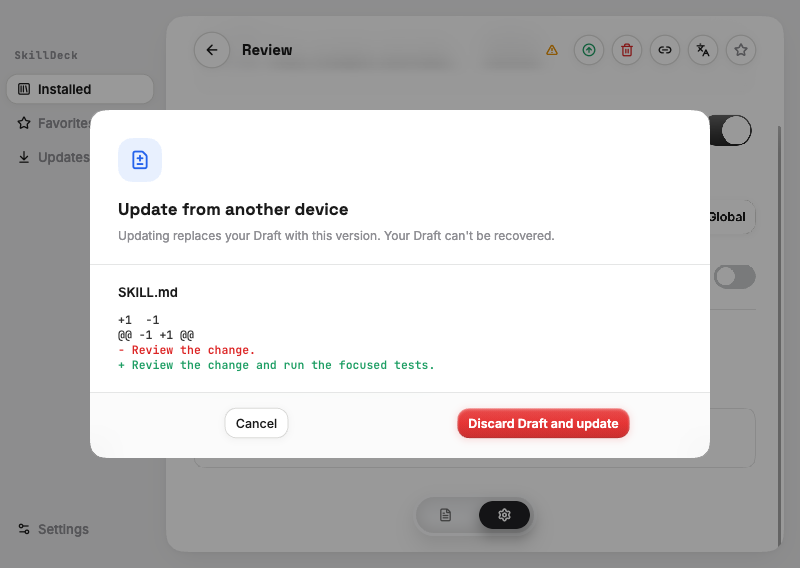 SkillDeck
Review
Installed
Favorites
Updates
Global
Update from another device
Updating replaces your Draft with this version. Your Draft can't be recovered.
SKILL.md
+1  -1
@@ -1 +1 @@
- Review the change.
+ Review the change and run the focused tests.
Cancel
Discard Draft and update
Settings